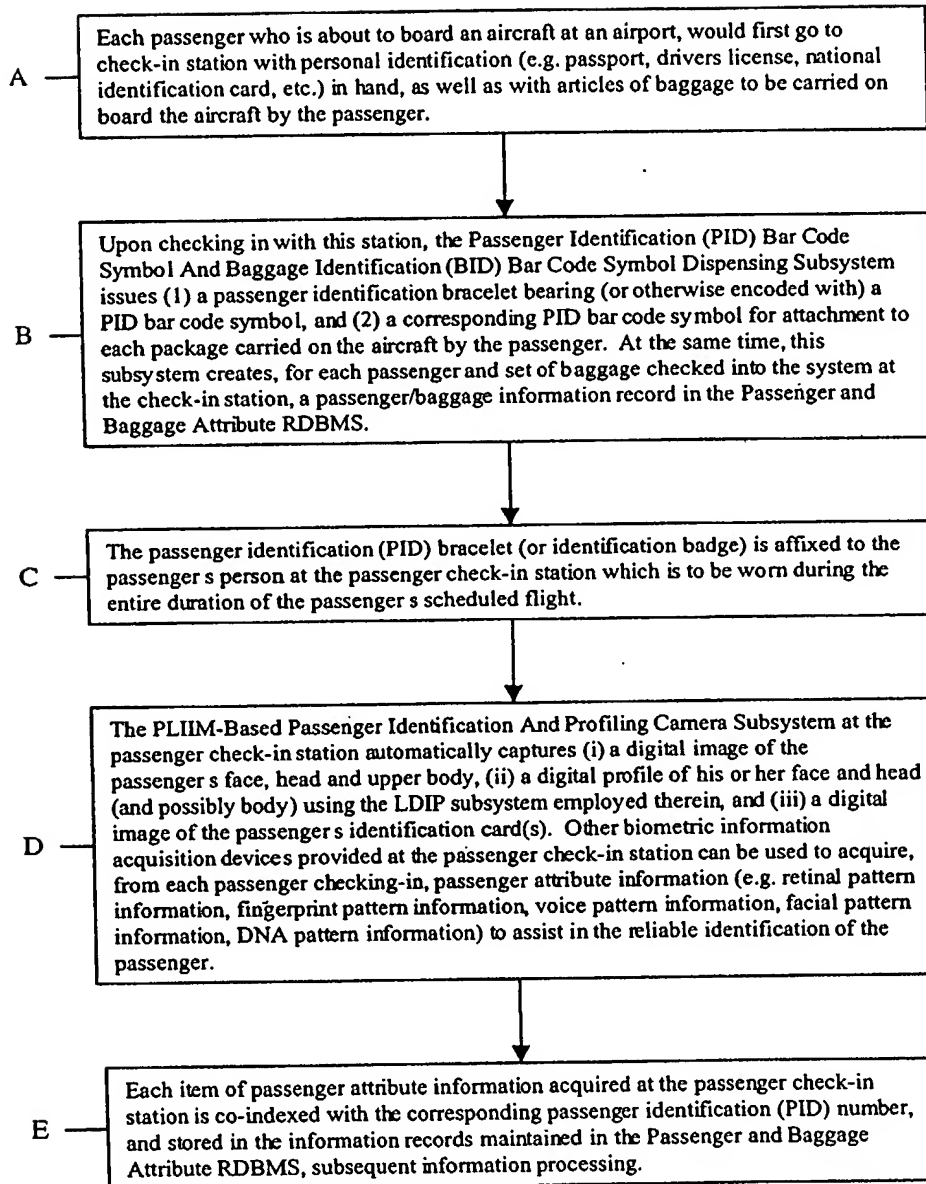 Each passenger who is about to board an aircraft at an airport, would first go to
check-in station with personal identification (e.g. passport, drivers license, national
identification card, etc.) in hand, as well as with articles of baggage to be carried on
board the aircraft by the passenger.
A
Upon checking in with this station, the Passenger Identification (PID) Bar Code
Symbol And Baggage Identification (BID) Bar Code Symbol Dispensing Subsystem
issues (1) a passenger identification bracelet bearing (or otherwise encoded with) a
PID bar code symbol, and (2) a corresponding PID bar code symbol for attachment to
each package carried on the aircraft by the passenger. At the same time, this
subsystem creates, for each passenger and set of baggage checked into the system at
the check-in station, a passenger/baggage information record in the Passenger and
Baggage Attribute RDBMS.
B
The passenger identification (PID) bracelet (or identification badge) is affixed to the
passenger s person at the passenger check-in station which is to be worn during the
entire duration of the passenger s scheduled flight.
C
The PLIIM-Based Passenger Identification And Profiling Camera Subsystem at the
passenger check-in station automatically captures (i) a digital image of the
passenger s face, head and upper body, (ii) a digital profile of his or her face and head
(and possibly body) using the LDIP subsystem employed therein, and (iii) a digital
image of the passenger s identification card(s). Other biometric information
acquisition devices provided at the passenger check-in station can be used to acquire,
from each passenger checking-in, passenger attribute information (e.g. retinal pattern
information, fingerprint pattern information, voice pattern information, facial pattern
information, DNA pattern information) to assist in the reliable identification of the
passenger.
D
Each item of passenger attribute information acquired at the passenger check-in
station is co-indexed with the corresponding passenger identification (PID) number,
and stored in the information records maintained in the Passenger and Baggage
Attribute RDBMS, subsequent information processing.
E